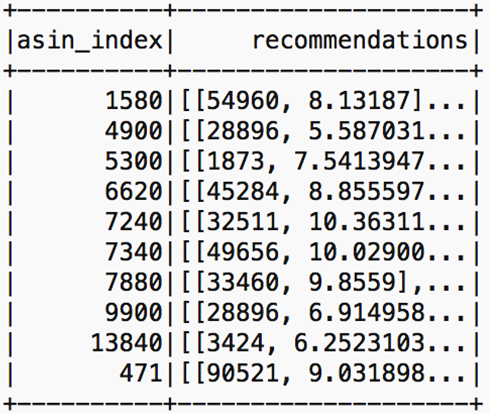 +----------+--------------------+
|asin_index|     recommendations|
+----------+--------------------+
|      1580|[[54960, 8.13187]...|
|      4900|[[28896, 5.587031...|
|      5300|[[1873, 7.5413947...|
|      6620|[[45284, 8.855597...|
|      7240|[[32511, 10.36311...|
|      7340|[[49656, 10.02900...|
|      7880|[[33460, 9.8559],...|
|      9900|[[28896, 6.914958...|
|     13840|[[3424, 6.2523103...|
|       471|[[90521, 9.031898...|
+----------+--------------------+